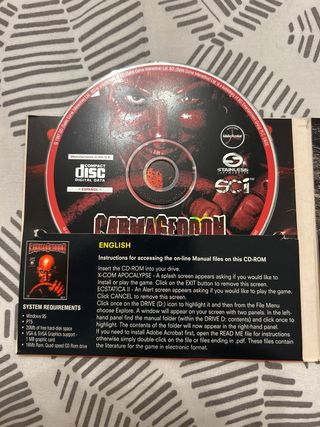 Manufactured in the U.K.
COMPACT
disc
DIGITAL DATA
• ESPAÑOL •
STAINLESS
SCi
CARMAGEDDON
ENGLISH
Instructions for accessing the on-line Manual files on this CD-ROM
Insert the CD-ROM into your drive.
X-COM APOCALYPSE - A splash screen appears asking if you would like to
Install or play the game. Click on the EXIT button to remove this screen.
ECSTATICA II - An Alert screen appears asking if you would like to play the game.
Click CANCEL to remove this screen.
Click once on the DRIVE (D:) icon to highlight it and then from the File Menu
choose Explore. A window will appear on your screen with two panels. In the left-
hand panel find the manual folder (within the DRIVE D: contents) and click once to
highlight. The contents of the folder will now appear in the right-hand panel.
If you need to install Adobe Acrobat first, open the READ ME file for instructions
otherwise simply double-click on the file or files ending in .pdf. These files contain
the literature for the game in electronic format.
CARMAGEDDON
SYSTEM REQUIREMENTS
• Windows 95
• P75
• 20Mb of free hard-disk space
• VGA & SVGA Graphics support -
1 MB graphic card
• 16Mb Ram, Quad speed CD Rom drive